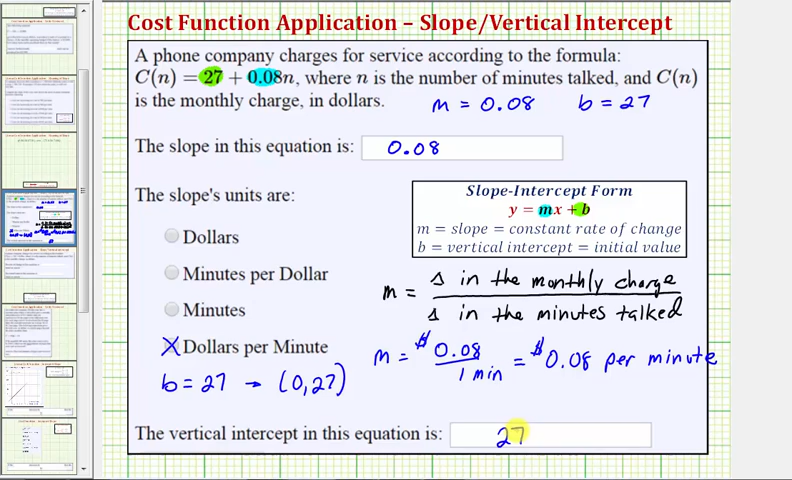 Cost Function Application – Slope/Vertical Intercept
A phone company charges for service according to the formula:
C(n) = 27 + 0.08n, where n is the number of minutes talked, and C(n)
is the monthly charge, in dollars.
m = 0.08 b = 27
The slope in this equation is: 0.08
The slope's units are:
Slope-Intercept Form
y = mx + b
m = slope = constant rate of change
b = vertical intercept = initial value
Dollars
Minutes per Dollar
Minutes
X Dollars per Minute
m = Δ in the monthly charge
Δ in the minutes talked
m = $0.08 / 1 min = $0.08 per minute
b = 27 → (0,27)
The vertical intercept in this equation is: 27